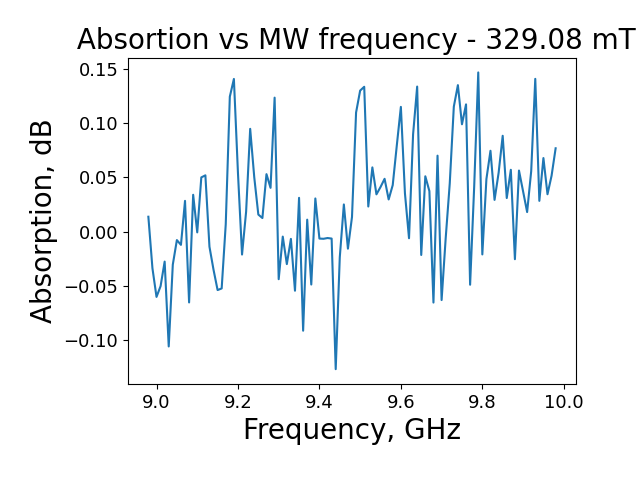 Absortion vs MW frequency - 329.08 mT
0.15
0.10
0.05
0.00
−0.05
−0.10
Absorption, dB
9.0 9.2 9.4 9.6 9.8 10.0
Frequency, GHz